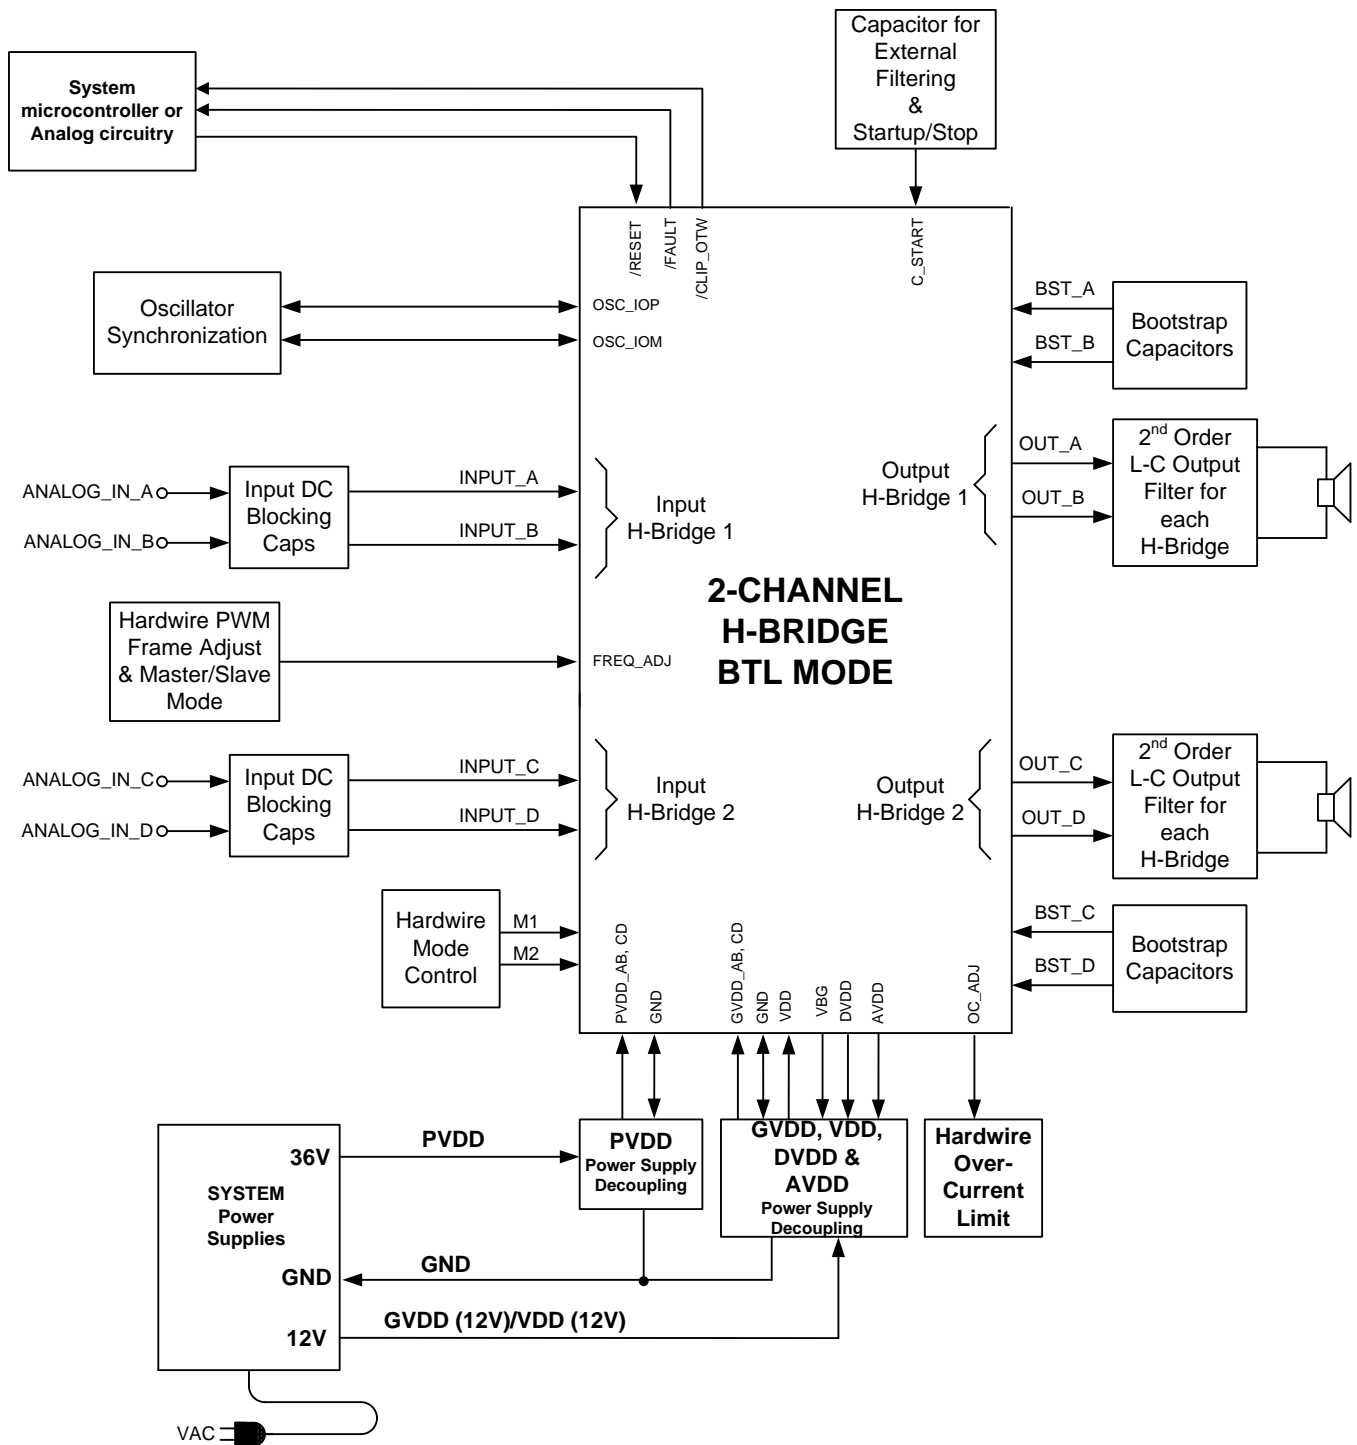 Capacitor for
External
Filtering
&
Startup/Stop
System
microcontroller or
Analog circuitry
/RESET
/FAULT
/CLIP_OTW
C_START
Oscillator
Synchronization
OSC_IOP
OSC_IOM
BST_A
BST_B
Bootstrap
Capacitors
ANALOG_IN_A
ANALOG_IN_B
Input DC
Blocking
Caps
INPUT_A
INPUT_B
Input
H-Bridge 1
Output
H-Bridge 1
OUT_A
OUT_B
2nd Order
L-C Output
Filter for
each
H-Bridge
2-CHANNEL
H-BRIDGE
BTL MODE
Hardwire PWM
Frame Adjust
& Master/Slave
Mode
FREQ_ADJ
ANALOG_IN_C
ANALOG_IN_D
Input DC
Blocking
Caps
INPUT_C
INPUT_D
Input
H-Bridge 2
Output
H-Bridge 2
OUT_C
OUT_D
2nd Order
L-C Output
Filter for
each
H-Bridge
Hardwire
Mode
Control
M1
M2
PVDD_AB, CD
GND
GVDD_AB, CD
GND
VDD
VBG
DVDD
AVDD
OC_ADJ
BST_C
BST_D
Bootstrap
Capacitors
SYSTEM
Power
Supplies
36V
GND
12V
PVDD
PVDD
Power Supply
Decoupling
GVDD, VDD,
DVDD &
AVDD
Power Supply
Decoupling
Hardwire
Over-
Current
Limit
GND
GVDD (12V)/VDD (12V)
VAC